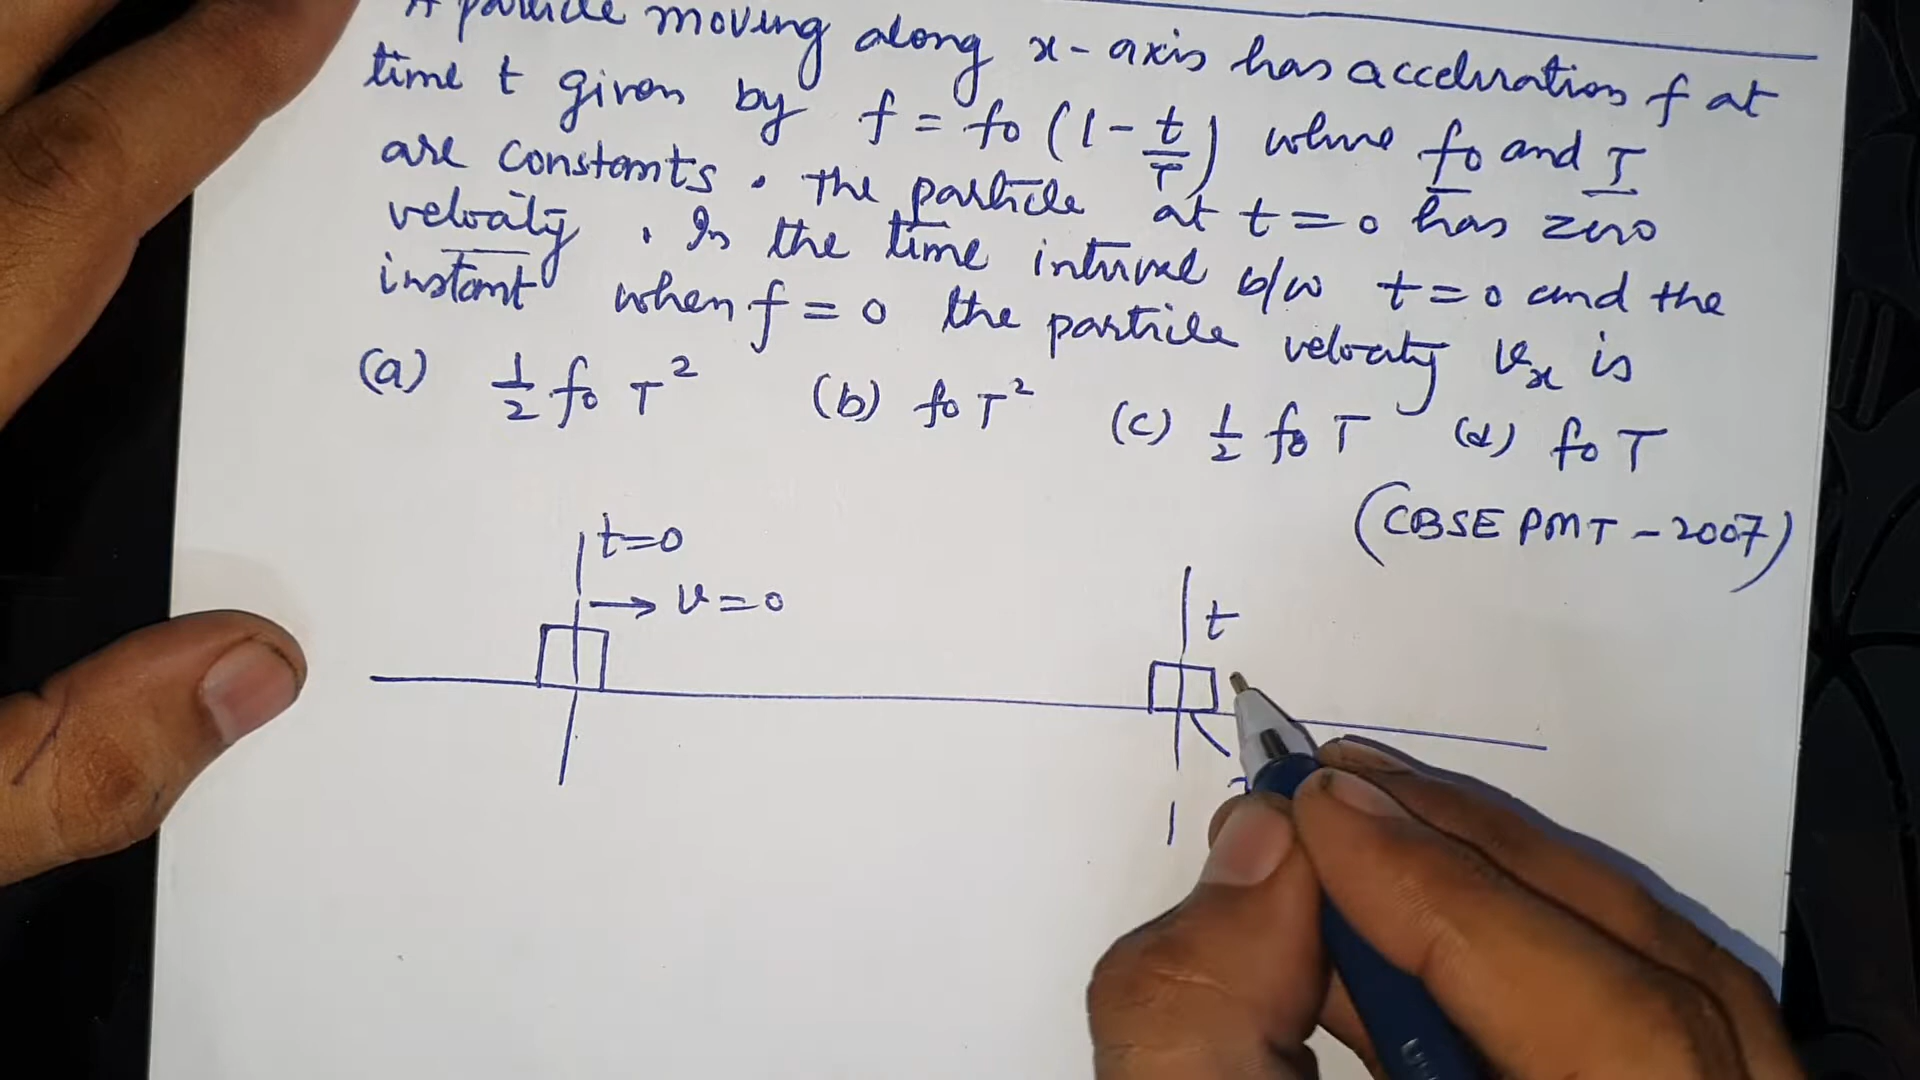 A particle moving along x-axis has acceleration f at
time t given by f = f₀ (1 - t/T) where f₀ and T
are constants. The particle at t = 0 has zero
velocity. In the time interval b/w t = 0 and the
instant when f = 0 the particle velocity vₓ is
(a) 1/2 f₀ T² (b) f₀ T² (c) 1/2 f₀ T (d) f₀ T
(CBSE PMT - 2007)
t=0
v=0
t